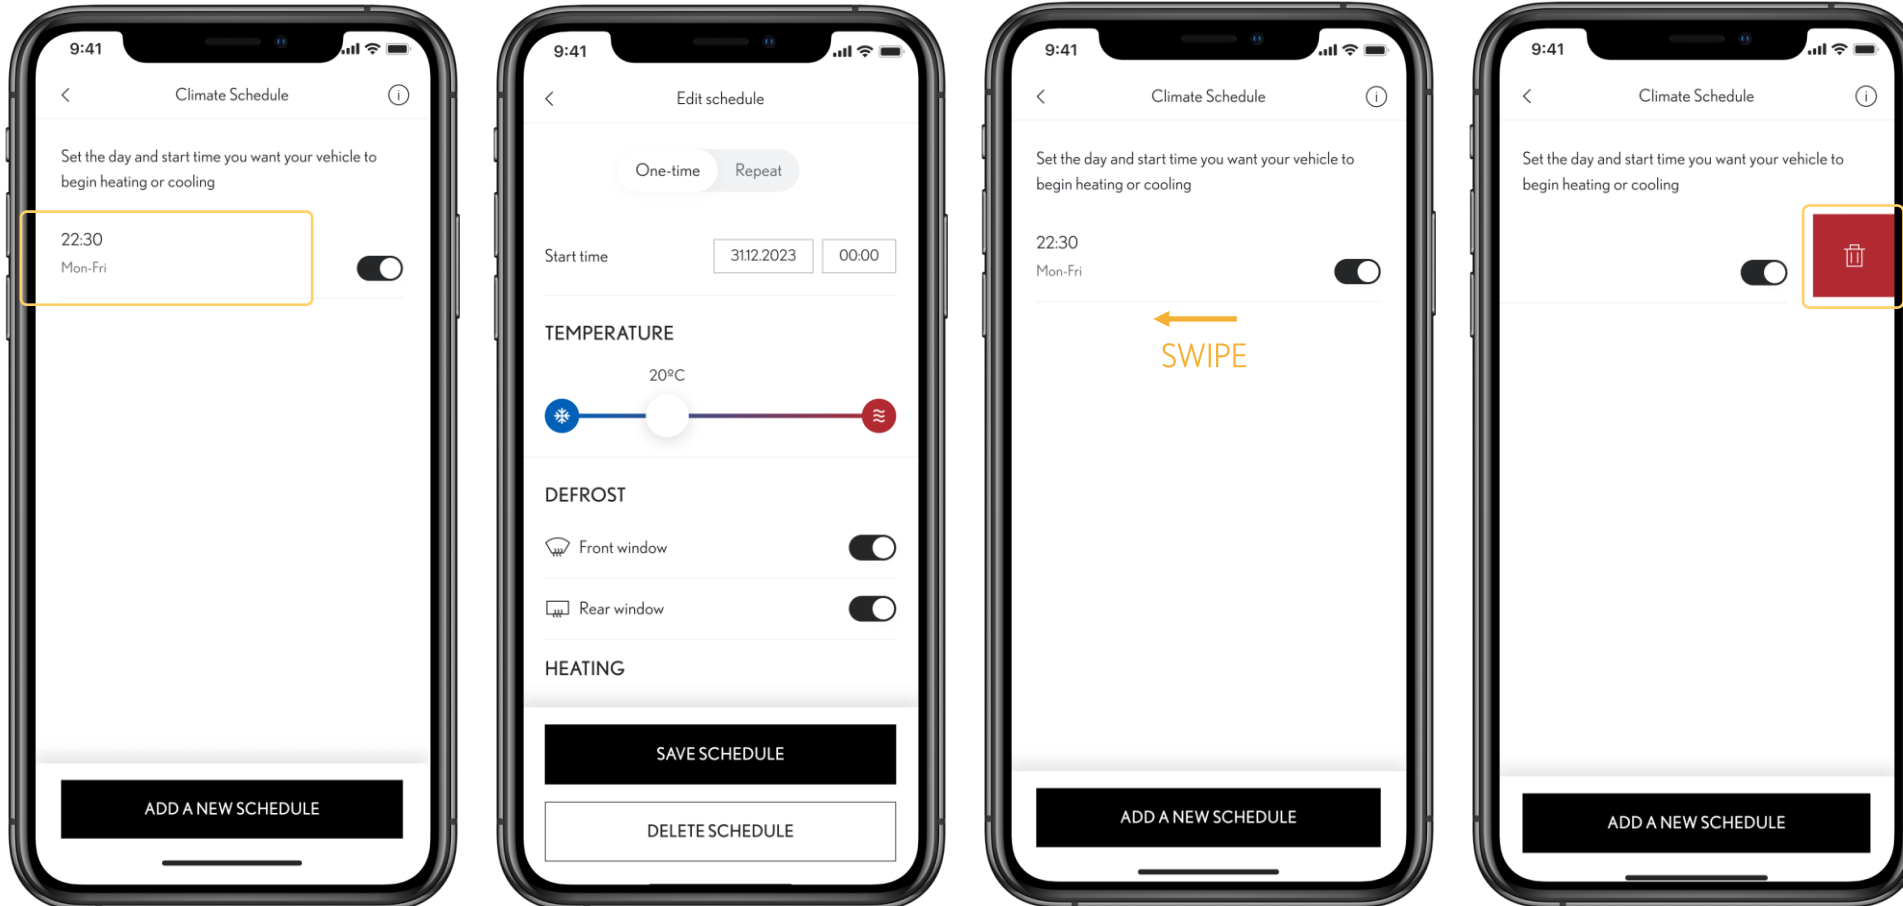 9:41
Climate Schedule
Set the day and start time you want your vehicle to
begin heating or cooling
22:30
Mon-Fri
ADD A NEW SCHEDULE
9:41
Edit schedule
One-time Repeat
Start time 31.12.2023 00:00
TEMPERATURE
20ºC
DEFROST
Front window
Rear window
HEATING
SAVE SCHEDULE
DELETE SCHEDULE
9:41
Climate Schedule
Set the day and start time you want your vehicle to
begin heating or cooling
22:30
Mon-Fri
SWIPE
ADD A NEW SCHEDULE
9:41
Climate Schedule
Set the day and start time you want your vehicle to
begin heating or cooling
ADD A NEW SCHEDULE